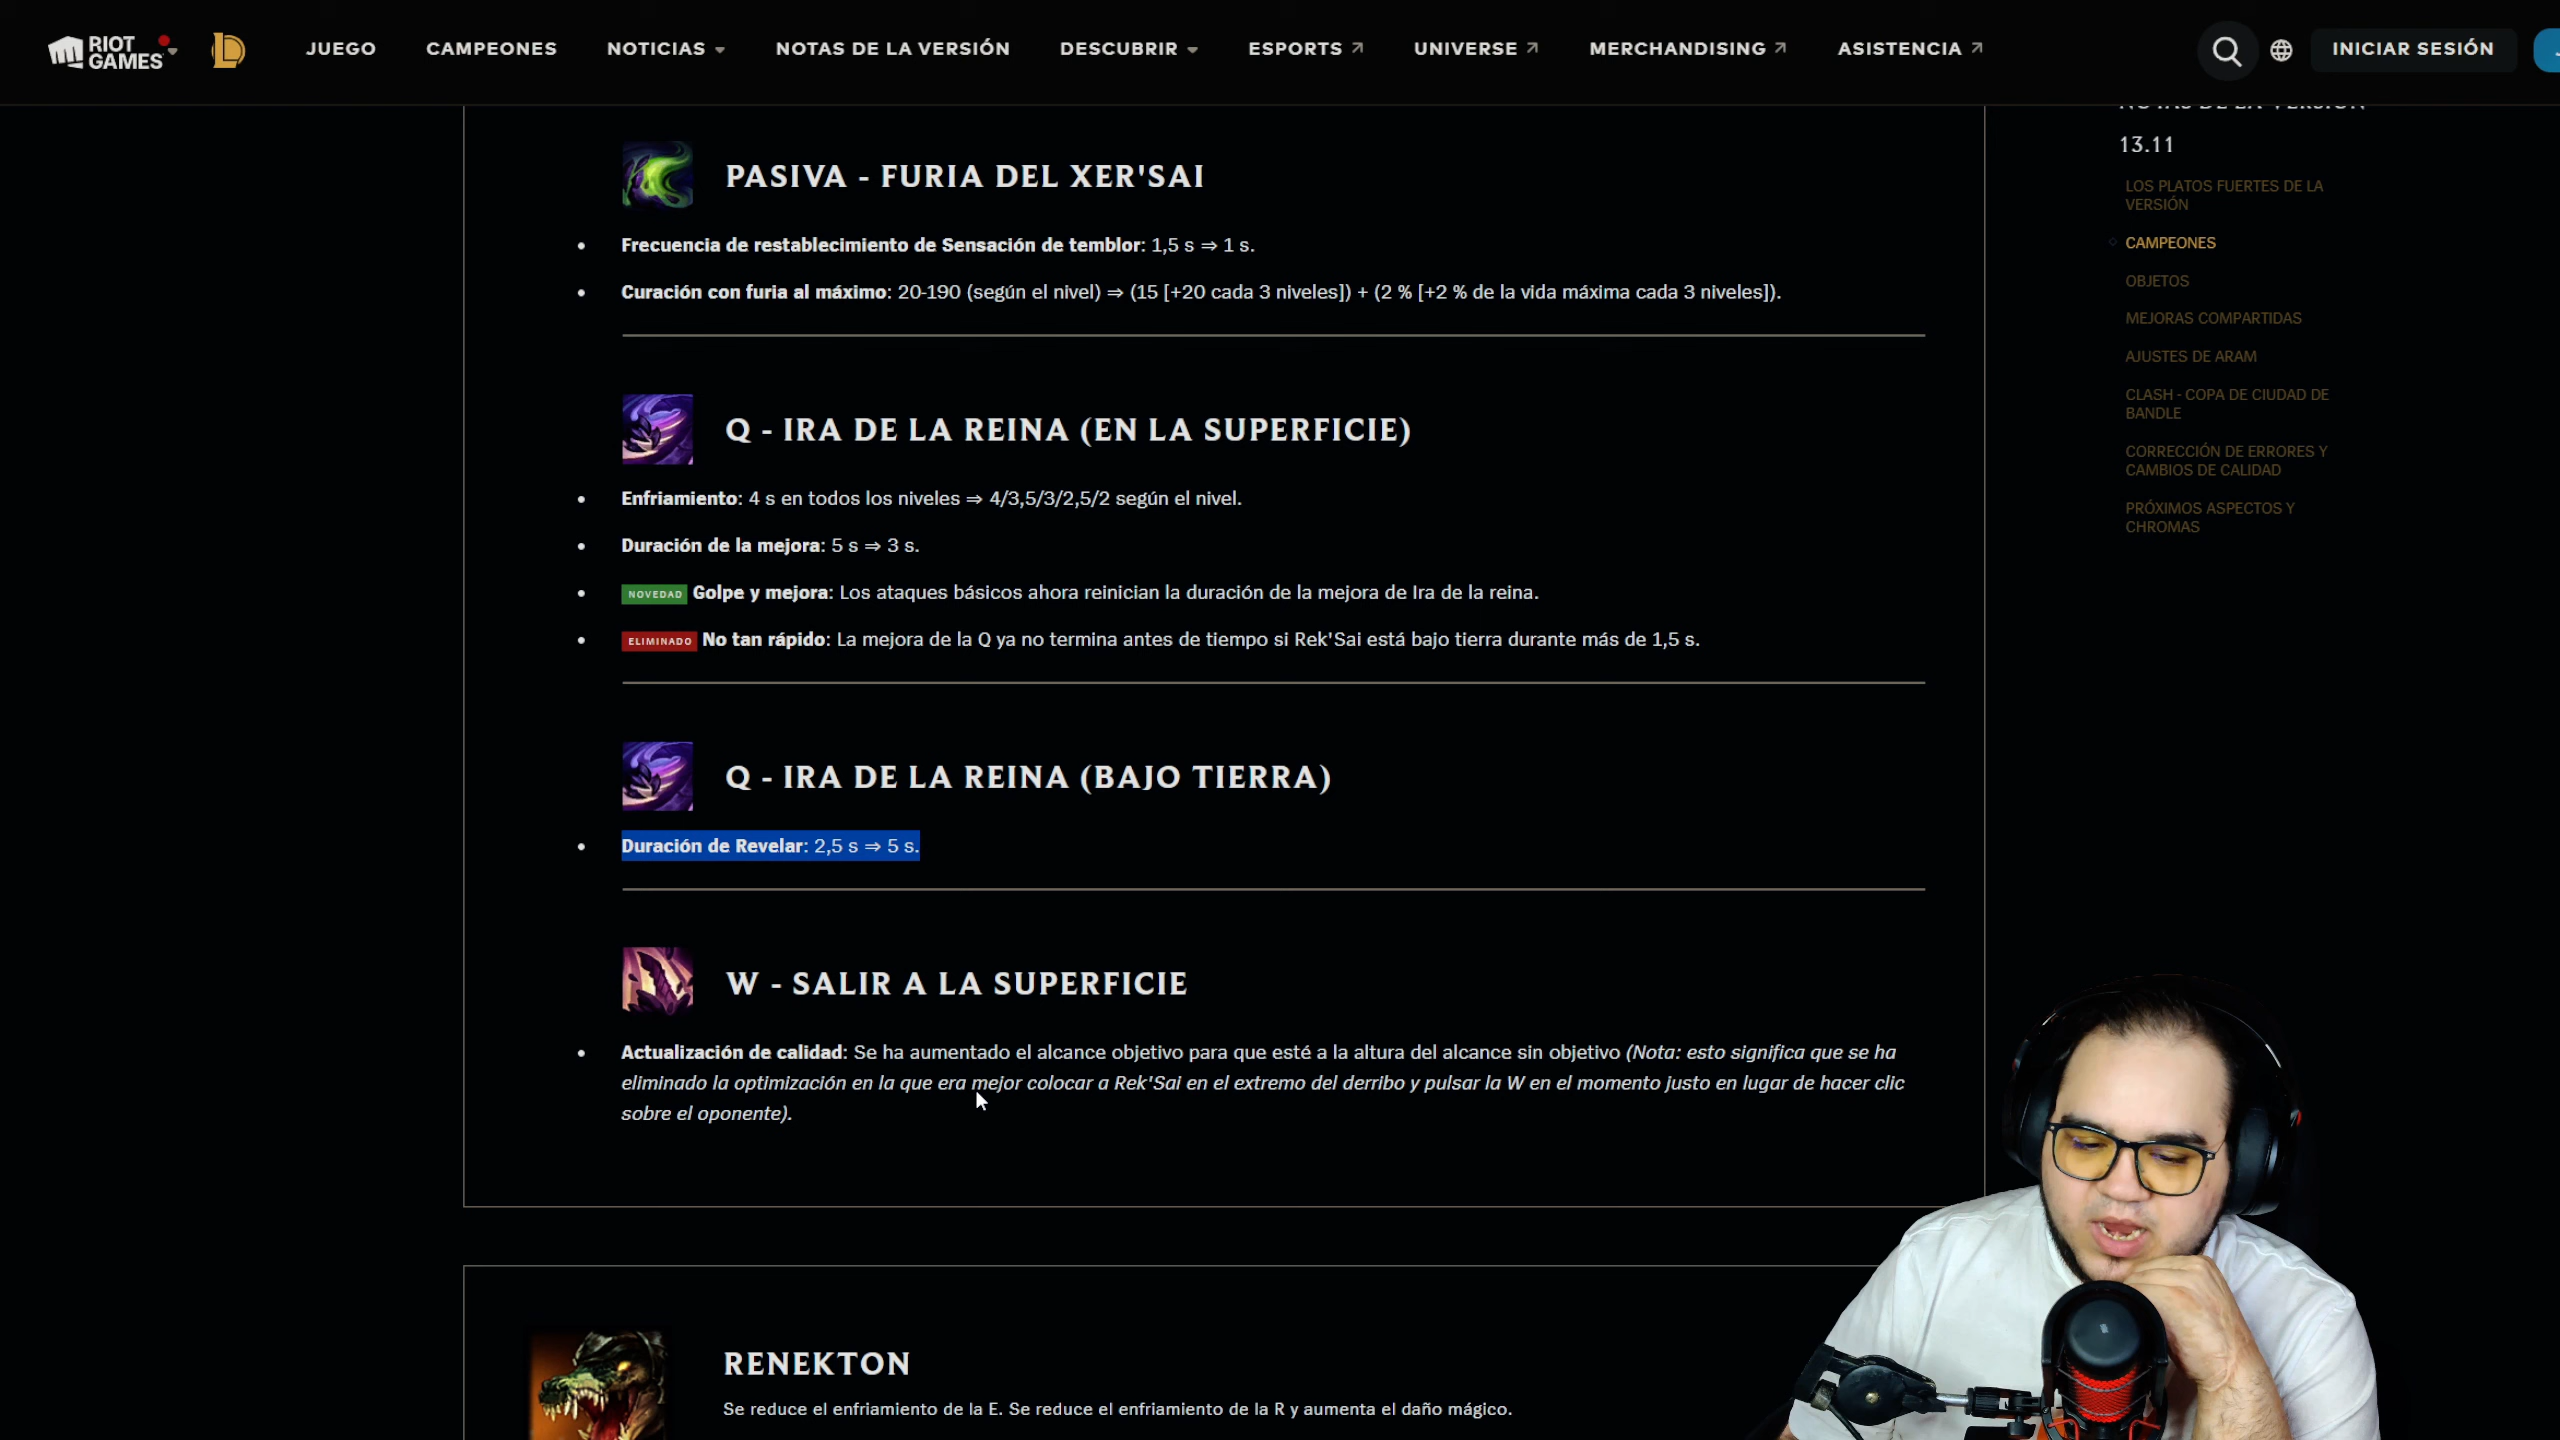 RIOT GAMES
JUEGO
CAMPEONES
NOTICIAS
NOTAS DE LA VERSIÓN
DESCUBRIR
ESPORTS
UNIVERSE
MERCHANDISING
ASISTENCIA
INICIAR SESIÓN
PASIVA - FURIA DEL XER'SAI
Frecuencia de restablecimiento de Sensación de temblor: 1,5 s ⇒ 1 s.
Curación con furia al máximo: 20-190 (según el nivel) ⇒ (15 [+20 cada 3 niveles]) + (2 % [+2 % de la vida máxima cada 3 niveles]).
Q - IRA DE LA REINA (EN LA SUPERFICIE)
Enfriamiento: 4 s en todos los niveles ⇒ 4/3,5/3/2,5/2 según el nivel.
Duración de la mejora: 5 s ⇒ 3 s.
NOVEDAD Golpe y mejora: Los ataques básicos ahora reinician la duración de la mejora de Ira de la reina.
ELIMINADO No tan rápido: La mejora de la Q ya no termina antes de tiempo si Rek'Sai está bajo tierra durante más de 1,5 s.
Q - IRA DE LA REINA (BAJO TIERRA)
Duración de Revelar: 2,5 s ⇒ 5 s.
W - SALIR A LA SUPERFICIE
Actualización de calidad: Se ha aumentado el alcance objetivo para que esté a la altura del alcance sin objetivo (Nota: esto significa que se ha
eliminado la optimización en la que era mejor colocar a Rek'Sai en el extremo del derribo y pulsar la W en el momento justo en lugar de hacer clic
sobre el oponente).
RENEKTON
Se reduce el enfriamiento de la E. Se reduce el enfriamiento de la R y aumenta el daño mágico.
NOTAS DE LA VERSIÓN
13.11
LOS PLATOS FUERTES DE LA
VERSIÓN
CAMPEONES
OBJETOS
MEJORAS COMPARTIDAS
AJUSTES DE ARAM
CLASH - COPA DE CIUDAD DE
BANDLE
CORRECCIÓN DE ERRORES Y
CAMBIOS DE CALIDAD
PRÓXIMOS ASPECTOS Y
CHROMAS